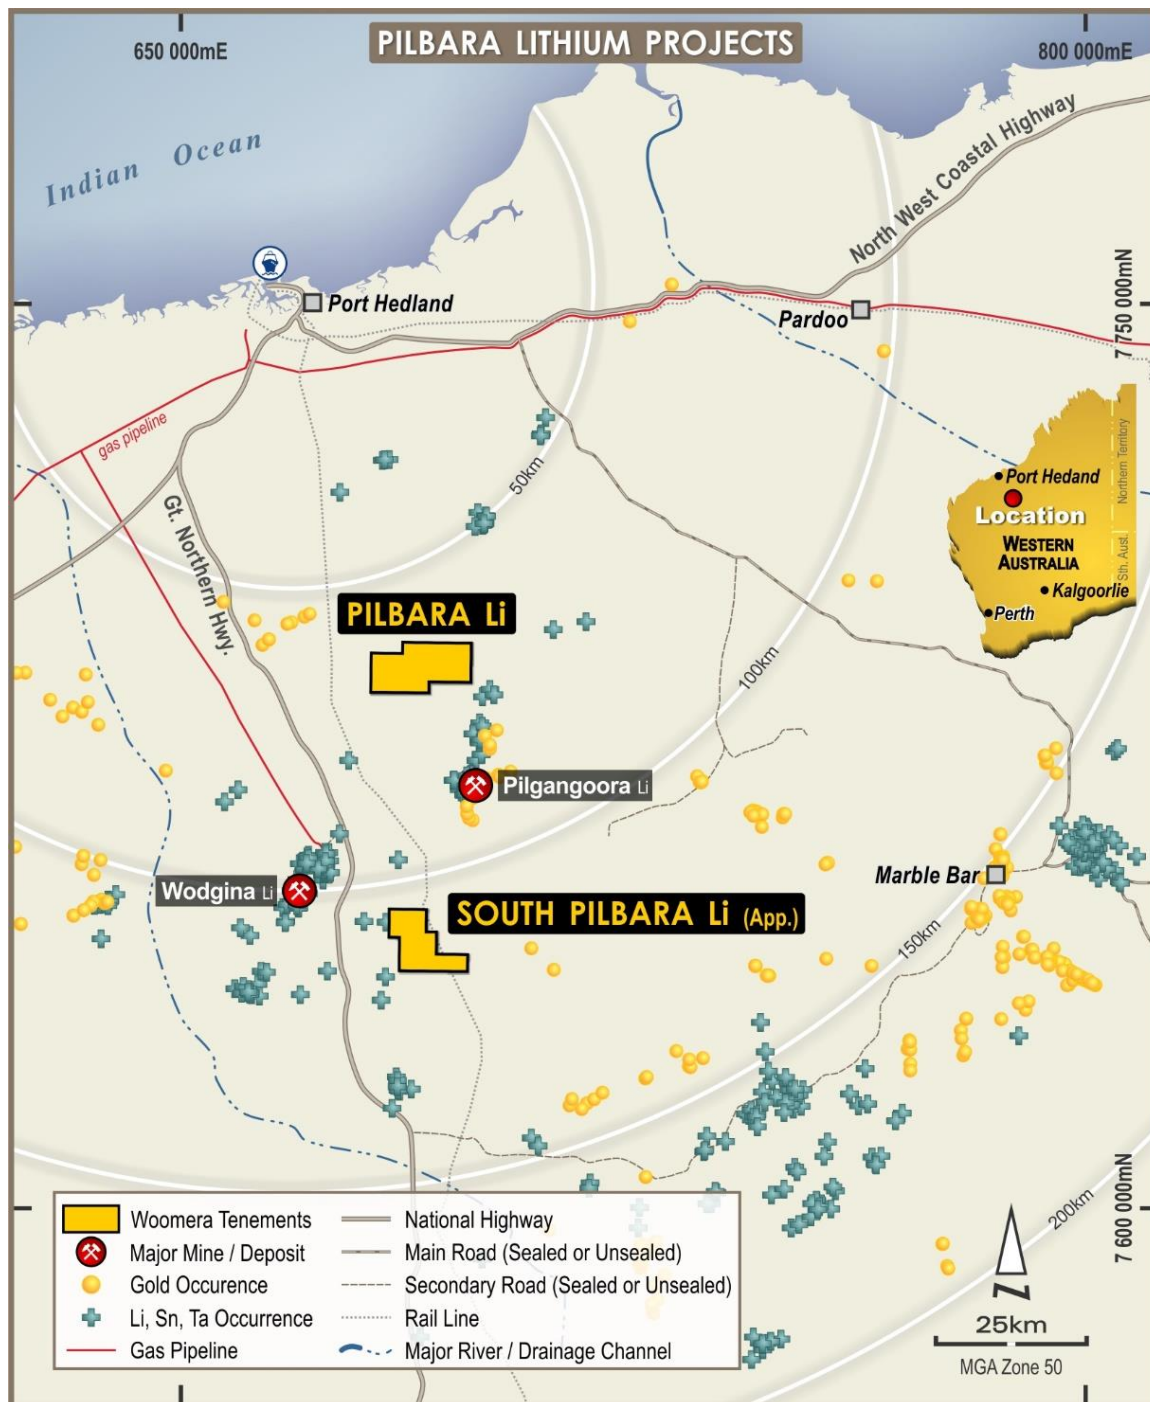 PILBARA LITHIUM PROJECTS
650 000mE
800 000mE
Indian Ocean
North West Coastal Highway
Port Hedland
Pardoo
7 750 000mN
gas pipeline
50km
Gt. Northern Hwy.
Port Hedand
Location
WESTERN
AUSTRALIA
Kalgoorlie
Perth
Northern Territory
Sth. Aust.
PILBARA Li
100km
Pilgangoora Li
Wodgina Li
Marble Bar
SOUTH PILBARA Li (App.)
150km
200km
7 600 000mN
Woomera Tenements
Major Mine / Deposit
Gold Occurence
Li, Sn, Ta Occurrence
Gas Pipeline
National Highway
Main Road (Sealed or Unsealed)
Secondary Road (Sealed or Unsealed)
Rail Line
Major River / Drainage Channel
N
25km
MGA Zone 50